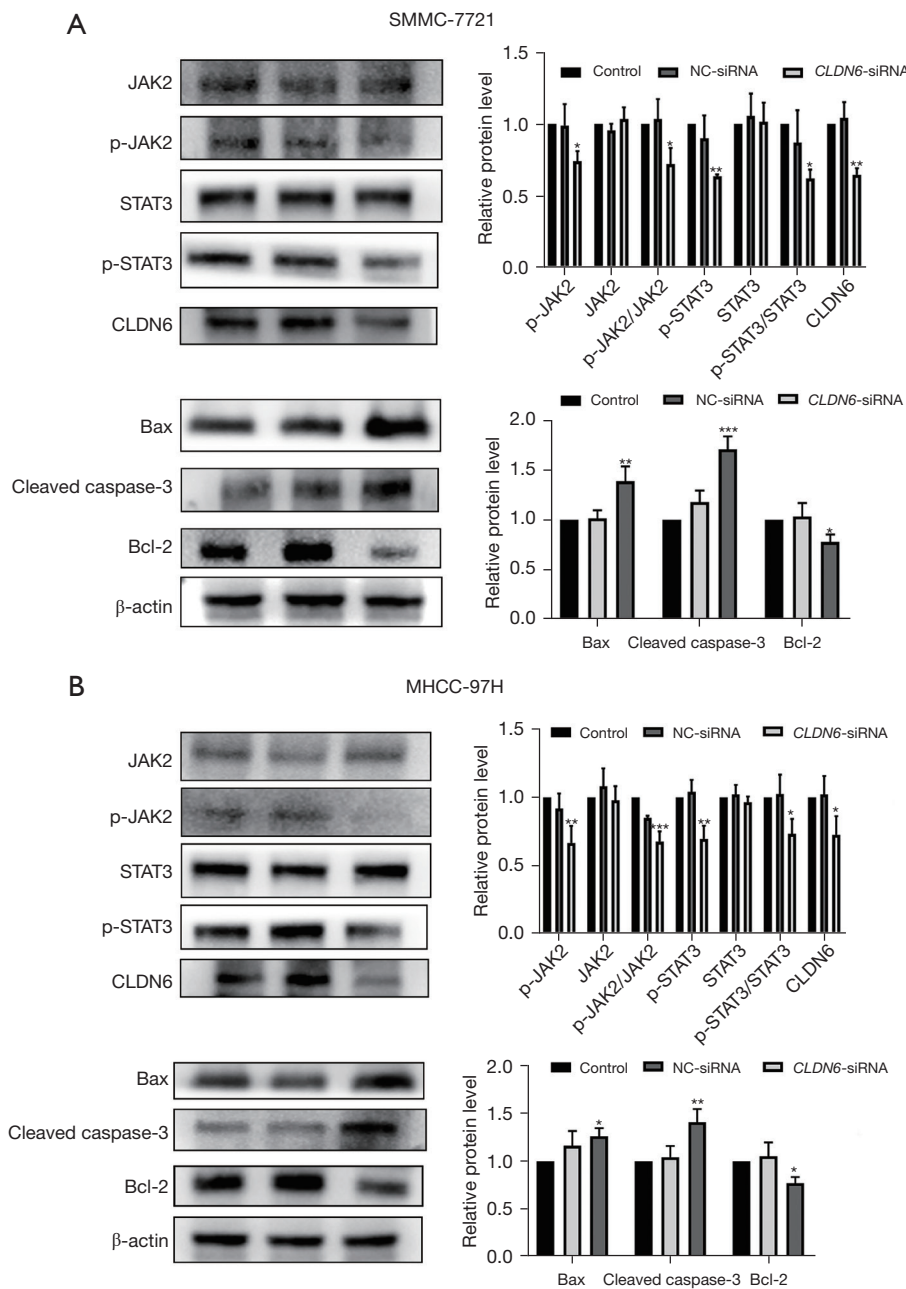 A
SMMC-7721
JAK2
p-JAK2
STAT3
p-STAT3
CLDN6
Relative protein level
1.5
1.0
0.5
0.0
Control NC-siRNA CLDN6-siRNA
* * ** * **
p-JAK2 JAK2 p-JAK2/JAK2 p-STAT3 STAT3 p-STAT3/STAT3 CLDN6
Bax
Cleaved caspase-3
Bcl-2
β-actin
Relative protein level
2.0
1.5
1.0
0.5
0.0
Control NC-siRNA CLDN6-siRNA
** *** *
Bax Cleaved caspase-3 Bcl-2
B
MHCC-97H
JAK2
p-JAK2
STAT3
p-STAT3
CLDN6
Relative protein level
1.5
1.0
0.5
0.0
Control NC-siRNA CLDN6-siRNA
** *** ** * *
p-JAK2 JAK2 p-JAK2/JAK2 p-STAT3 STAT3 p-STAT3/STAT3 CLDN6
Bax
Cleaved caspase-3
Bcl-2
β-actin
Relative protein level
2.0
1.5
1.0
0.5
0.0
Control NC-siRNA CLDN6-siRNA
* ** *
Bax Cleaved caspase-3 Bcl-2